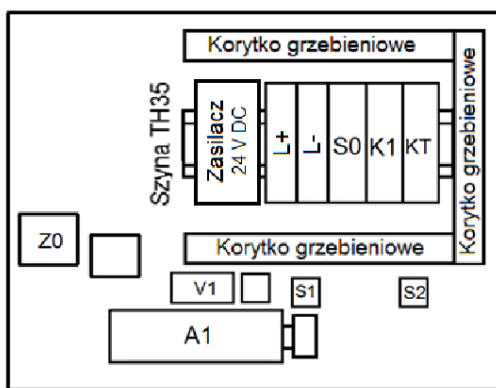 Korytko grzebieniowe
Szyna TH35
Zasilacz
24 V DC
L+
L-
S0
K1
KT
Korytko grzebieniowe
Z0
Korytko grzebieniowe
V1
S1
S2
A1